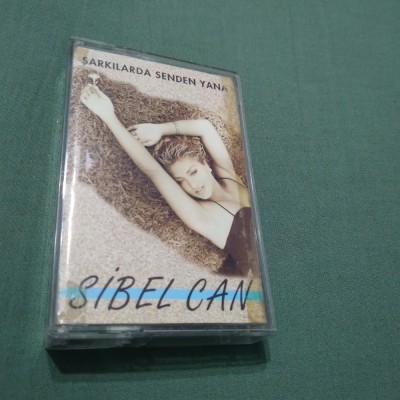 ŞARKILARDA SENDEN YANA
SİBEL CAN